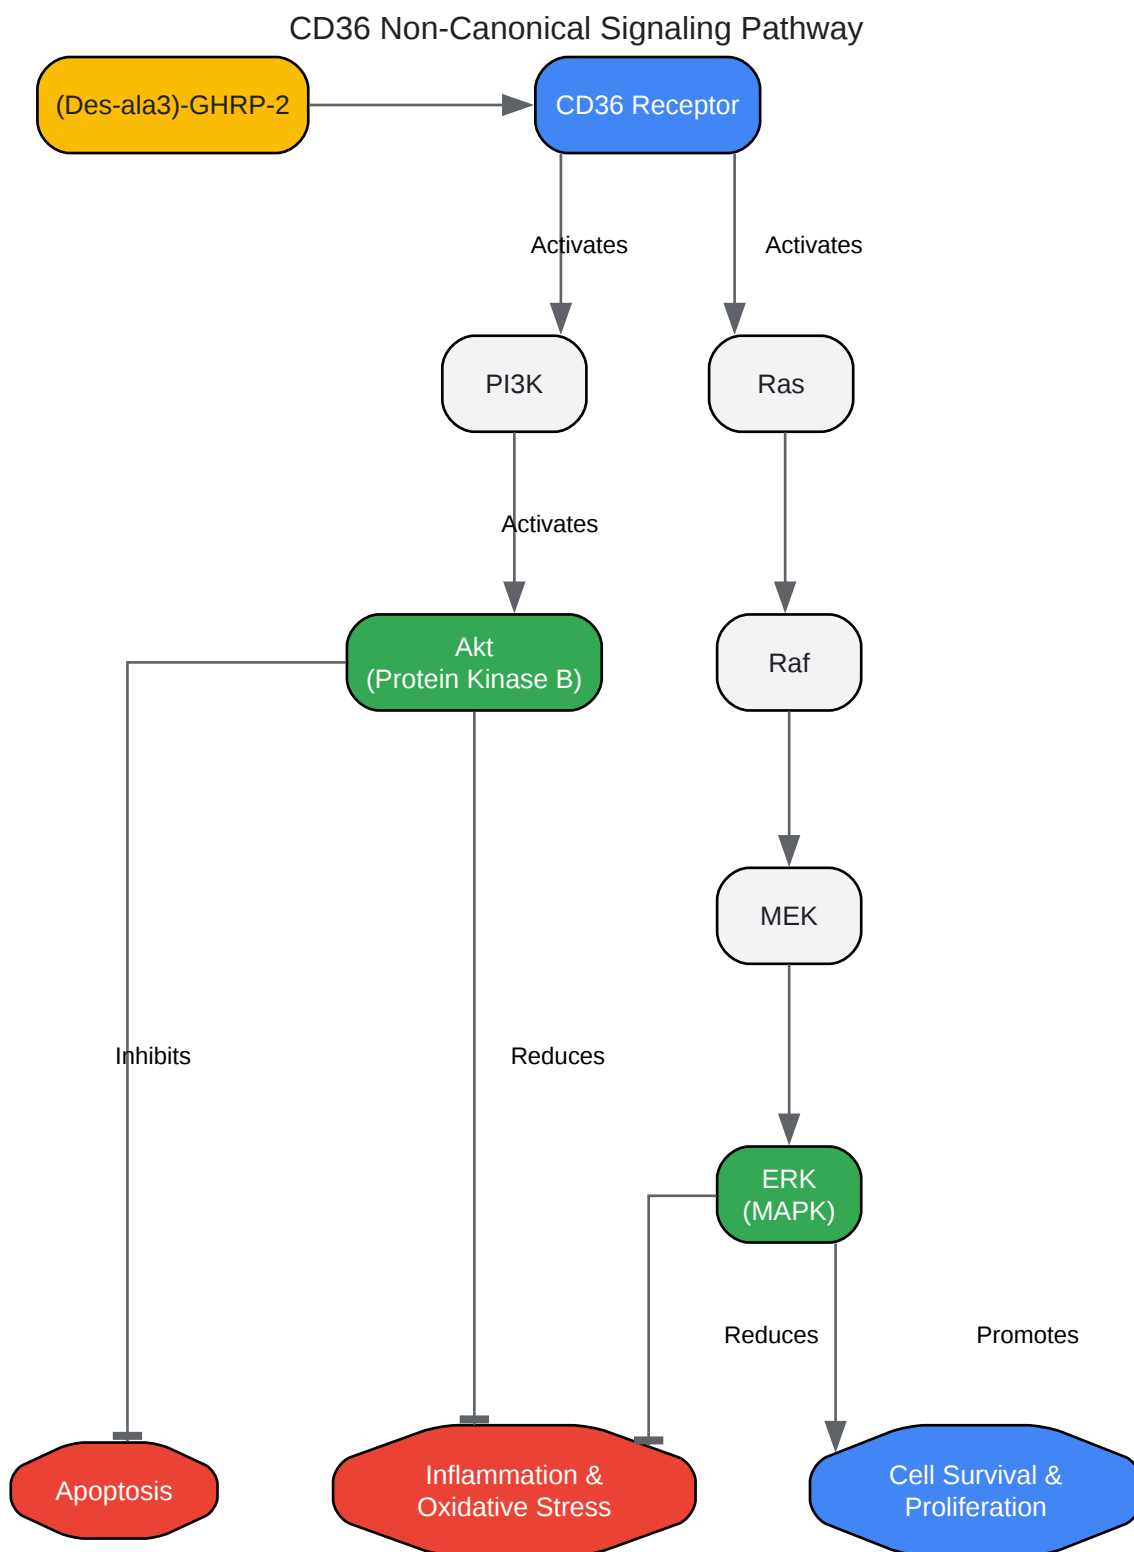 CD36 Non-Canonical Signaling Pathway
(Des-ala3)-GHRP-2
CD36 Receptor
Activates
Activates
PI3K
Ras
Activates
Akt
(Protein Kinase B)
Raf
MEK
Inhibits
Reduces
ERK
(MAPK)
Reduces
Promotes
Apoptosis
Inflammation &
Oxidative Stress
Cell Survival &
Proliferation